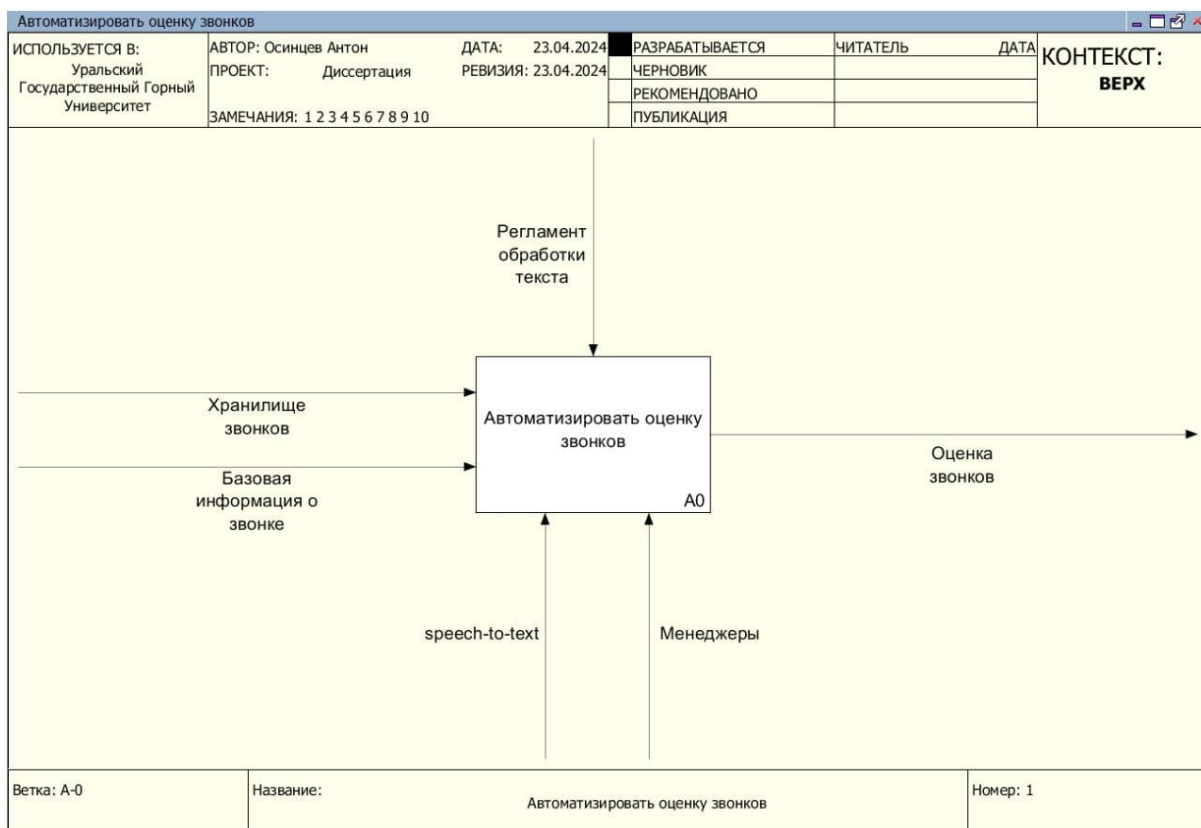 Автоматизировать оценку звонков
ИСПОЛЬЗУЕТСЯ В:
Уральский
Государственный Горный
Университет
АВТОР: Осинцев Антон
ПРОЕКТ: Диссертация
ЗАМЕЧАНИЯ: 1 2 3 4 5 6 7 8 9 10
ДАТА: 23.04.2024
РЕВИЗИЯ: 23.04.2024
РАЗРАБАТЫВАЕТСЯ
ЧЕРНОВИК
РЕКОМЕНДОВАНО
ПУБЛИКАЦИЯ
ЧИТАТЕЛЬ ДАТА
КОНТЕКСТ:
ВЕРХ
Регламент
обработки
текста
Хранилище
звонков
Базовая
информация о
звонке
Автоматизировать оценку
звонков
A0
Оценка
звонков
speech-to-text
Менеджеры
Ветка: A-0
Название:
Автоматизировать оценку звонков
Номер: 1